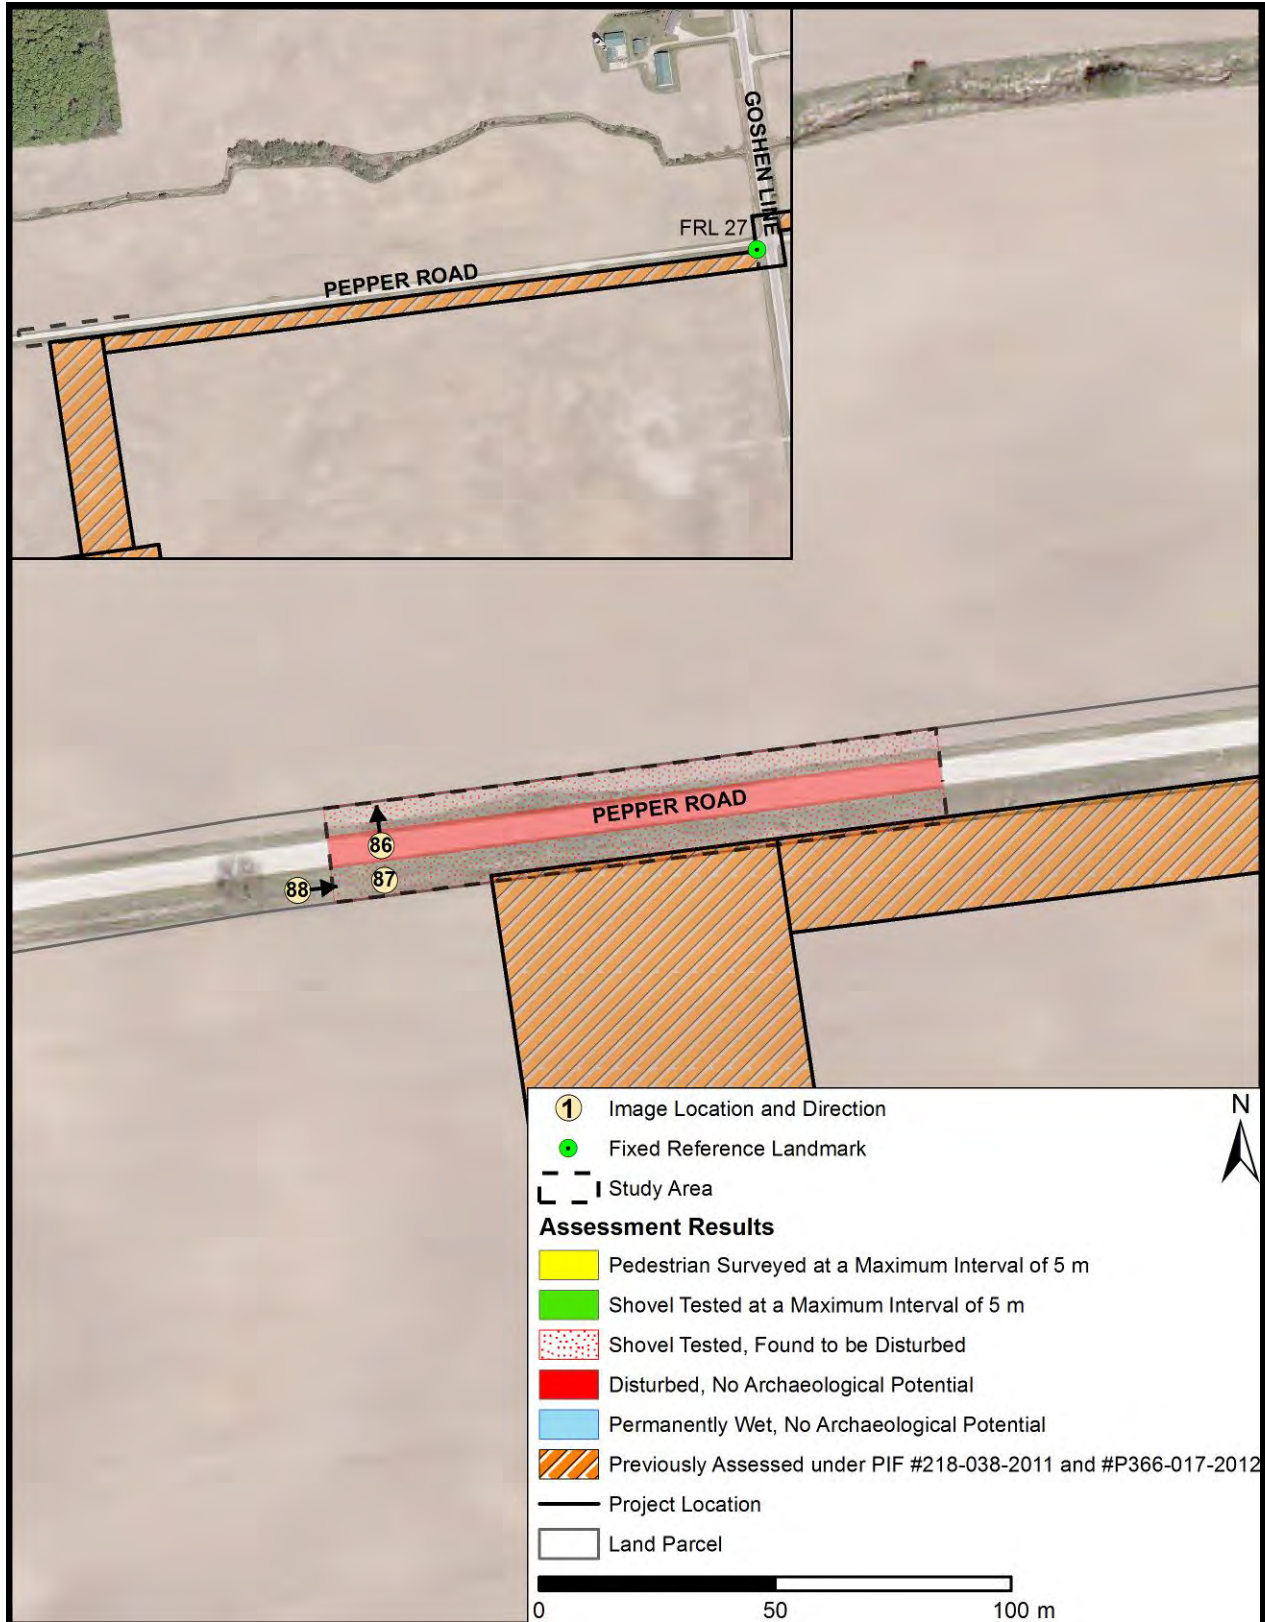 GOSHEN LINE
FRL 27
PEPPER ROAD
PEPPER ROAD
86
87
88
1 Image Location and Direction
Fixed Reference Landmark
Study Area
Assessment Results
Pedestrian Surveyed at a Maximum Interval of 5 m
Shovel Tested at a Maximum Interval of 5 m
Shovel Tested, Found to be Disturbed
Disturbed, No Archaeological Potential
Permanently Wet, No Archaeological Potential
Previously Assessed under PIF #218-038-2011 and #P366-017-2012
Project Location
Land Parcel
N
0 50 100 m